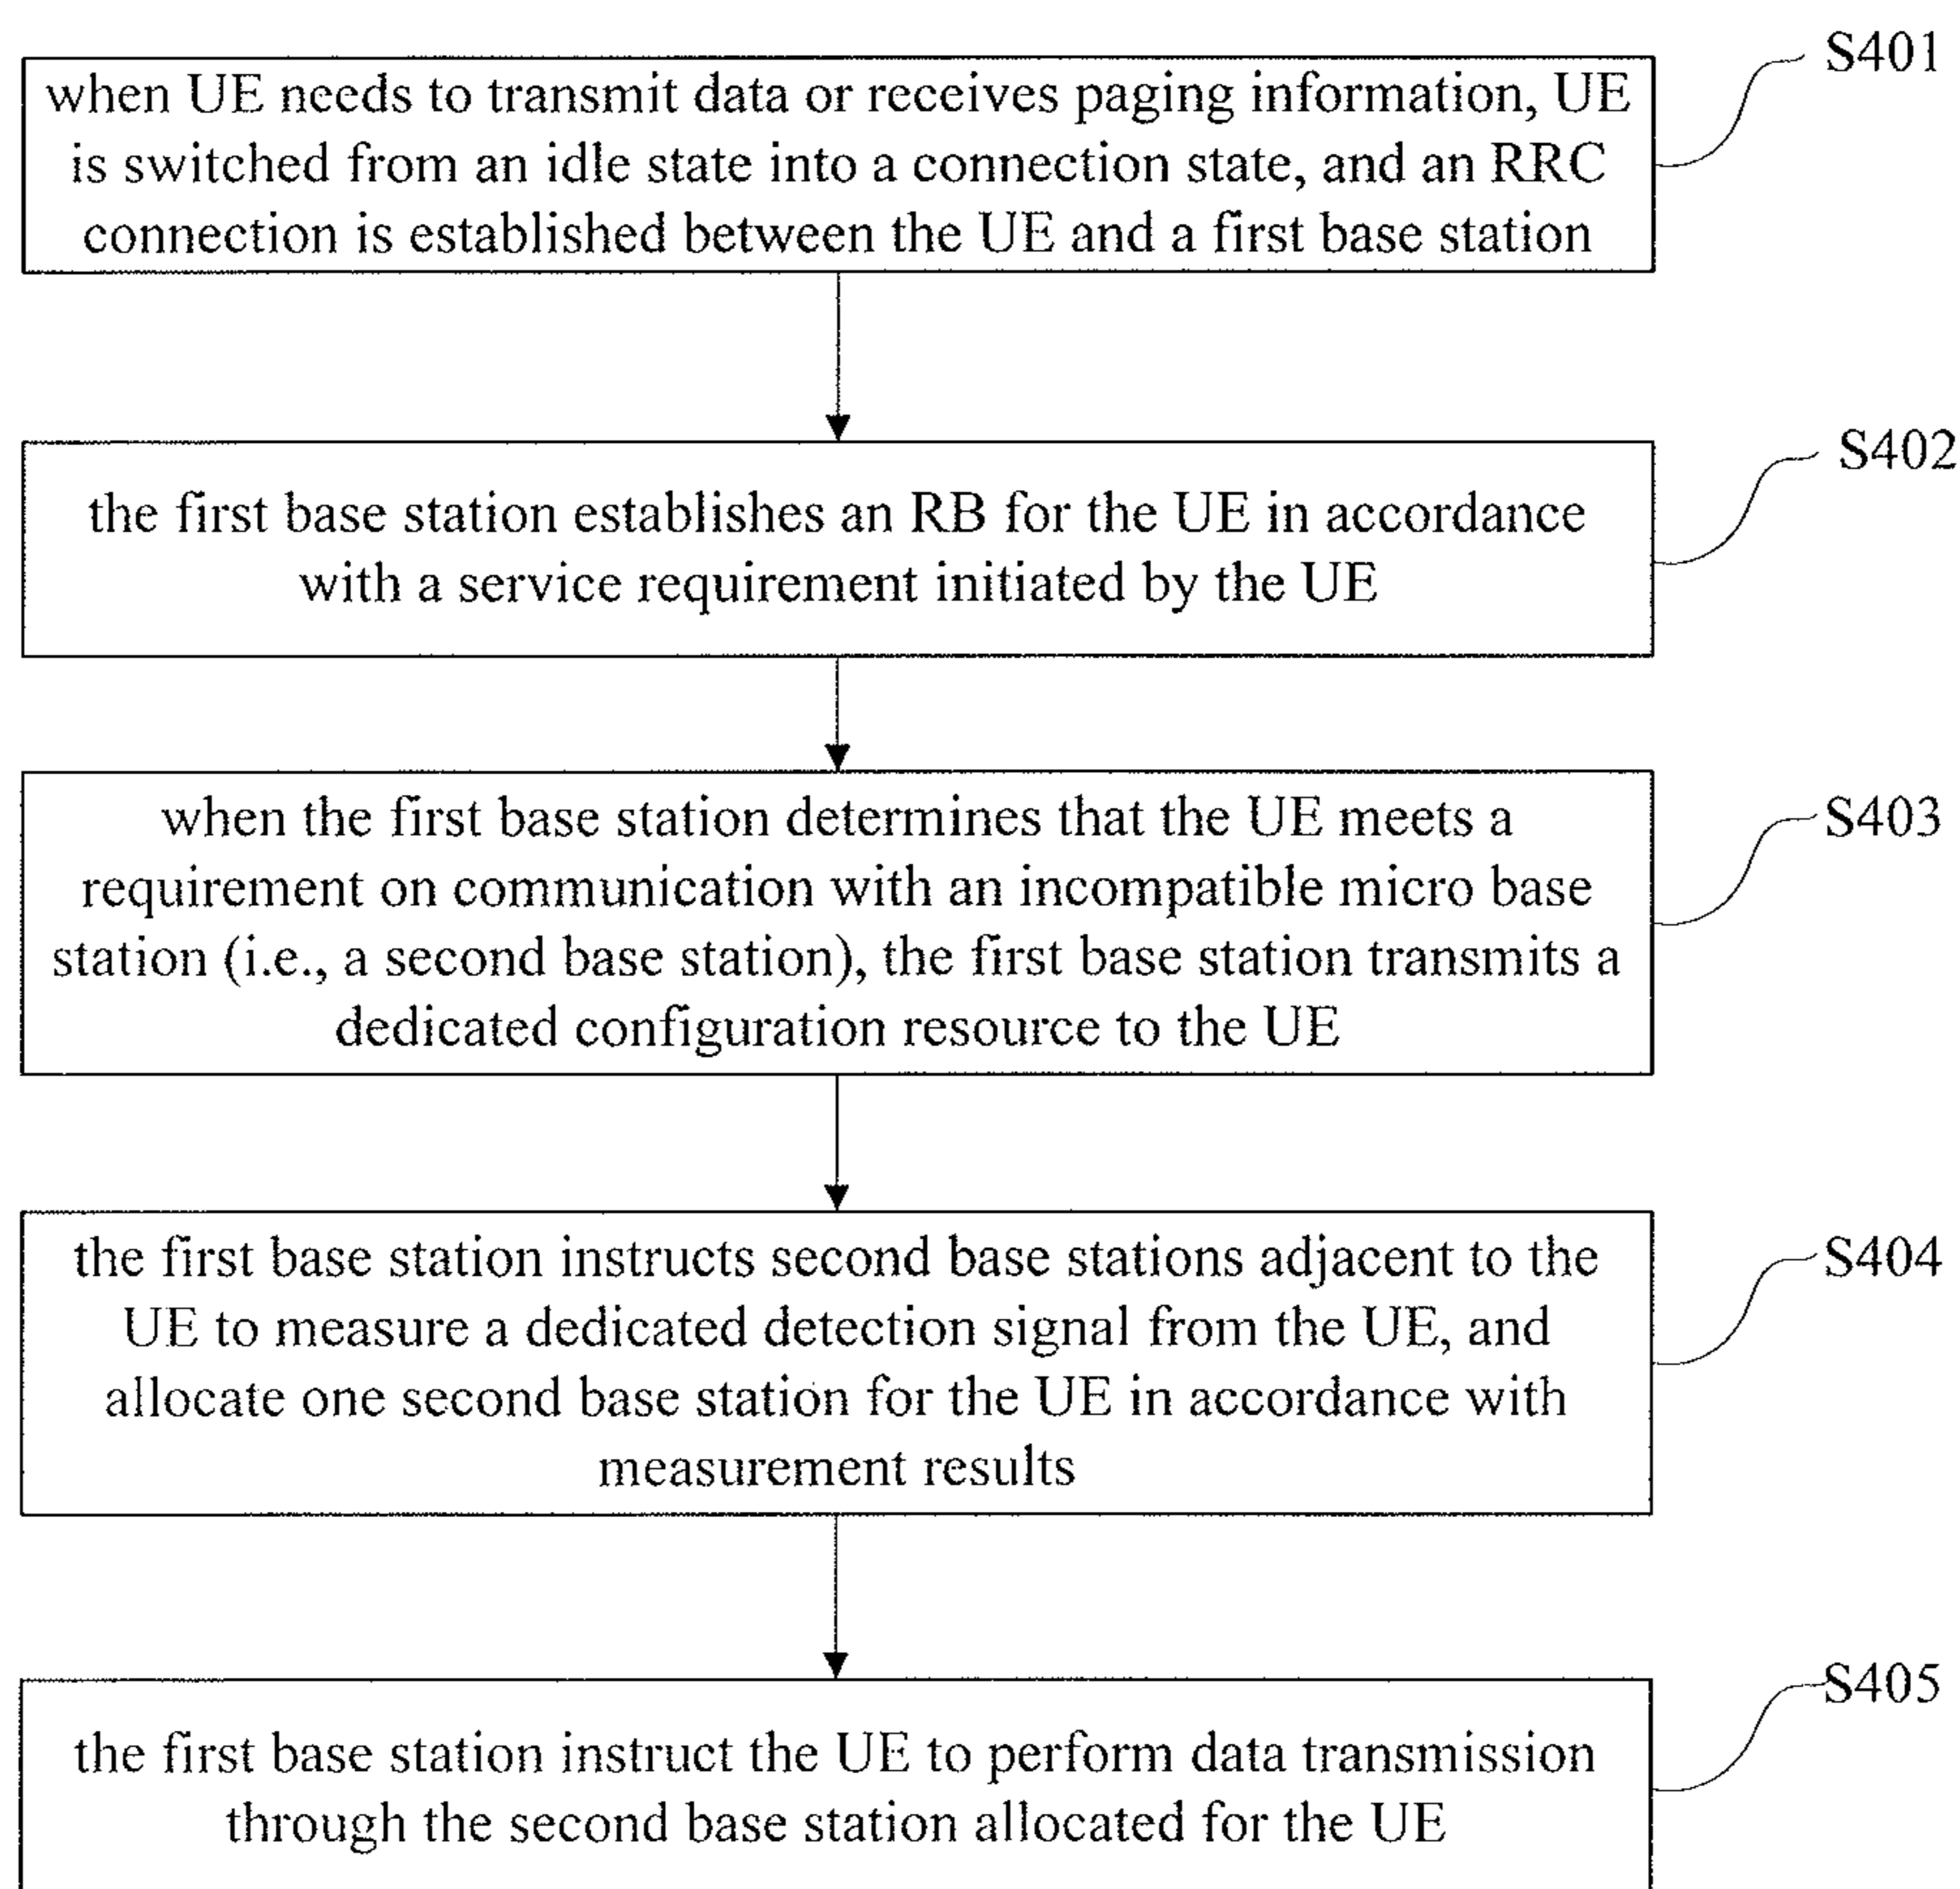 S401
when UE needs to transmit data or receives paging information, UE
is switched from an idle state into a connection state, and an RRC
connection is established between the UE and a first base station
S402
the first base station establishes an RB for the UE in accordance
with a service requirement initiated by the UE
S403
when the first base station determines that the UE meets a
requirement on communication with an incompatible micro base
station (i.e., a second base station), the first base station transmits a
dedicated configuration resource to the UE
S404
the first base station instructs second base stations adjacent to the
UE to measure a dedicated detection signal from the UE, and
allocate one second base station for the UE in accordance with
measurement results
S405
the first base station instruct the UE to perform data transmission
through the second base station allocated for the UE